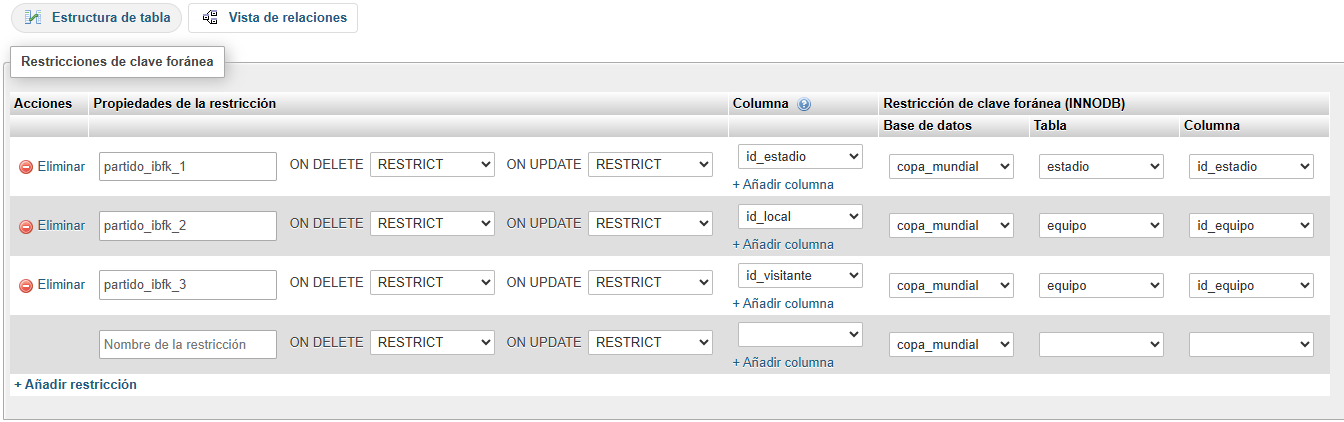 Estructura de tabla Vista de relaciones
Restricciones de clave foránea
Acciones Propiedades de la restricción Columna Restricción de clave foránea (INNODB)
Base de datos Tabla Columna
Eliminar partido_ibfk_1 ON DELETE RESTRICT ON UPDATE RESTRICT id_estadio copa_mundial estadio id_estadio
+ Añadir columna
Eliminar partido_ibfk_2 ON DELETE RESTRICT ON UPDATE RESTRICT id_local copa_mundial equipo id_equipo
+ Añadir columna
Eliminar partido_ibfk_3 ON DELETE RESTRICT ON UPDATE RESTRICT id_visitante copa_mundial equipo id_equipo
+ Añadir columna
Nombre de la restricción ON DELETE RESTRICT ON UPDATE RESTRICT copa_mundial
+ Añadir columna
+ Añadir restricción